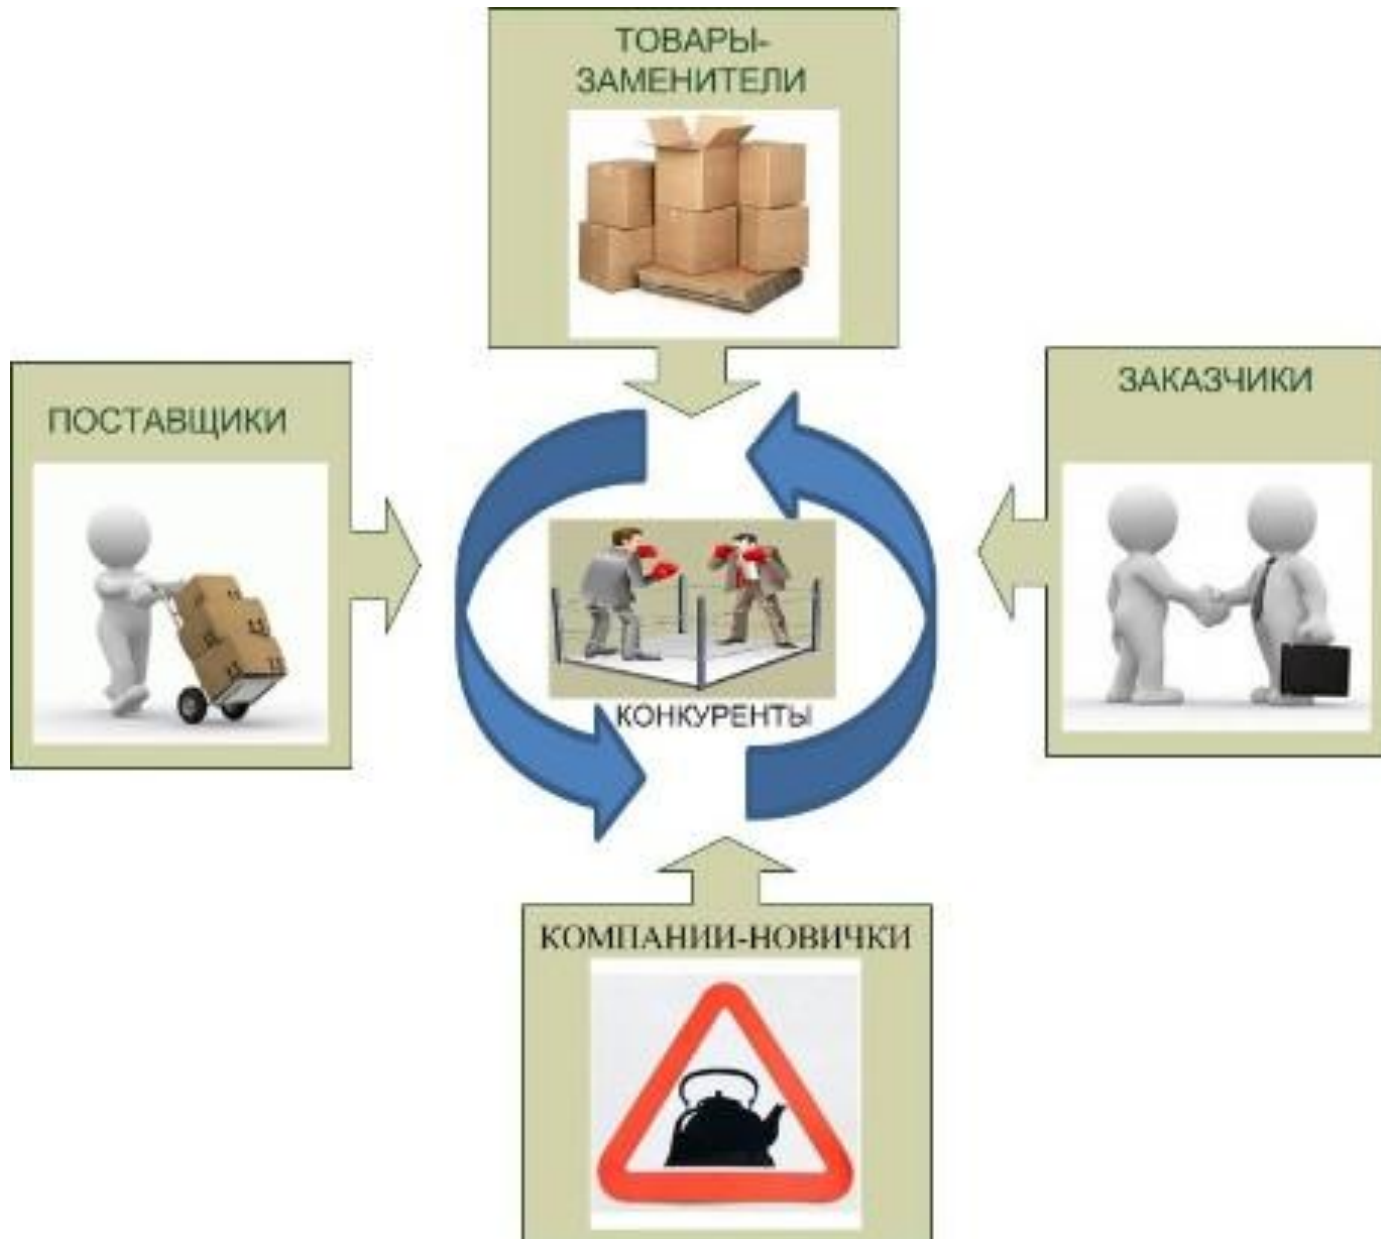 ТОВАРЫ-
ЗАМЕНИТЕЛИ
ПОСТАВЩИКИ
ЗАКАЗЧИКИ
КОНКУРЕНТЫ
КОМПАНИИ-НОВИЧКИ